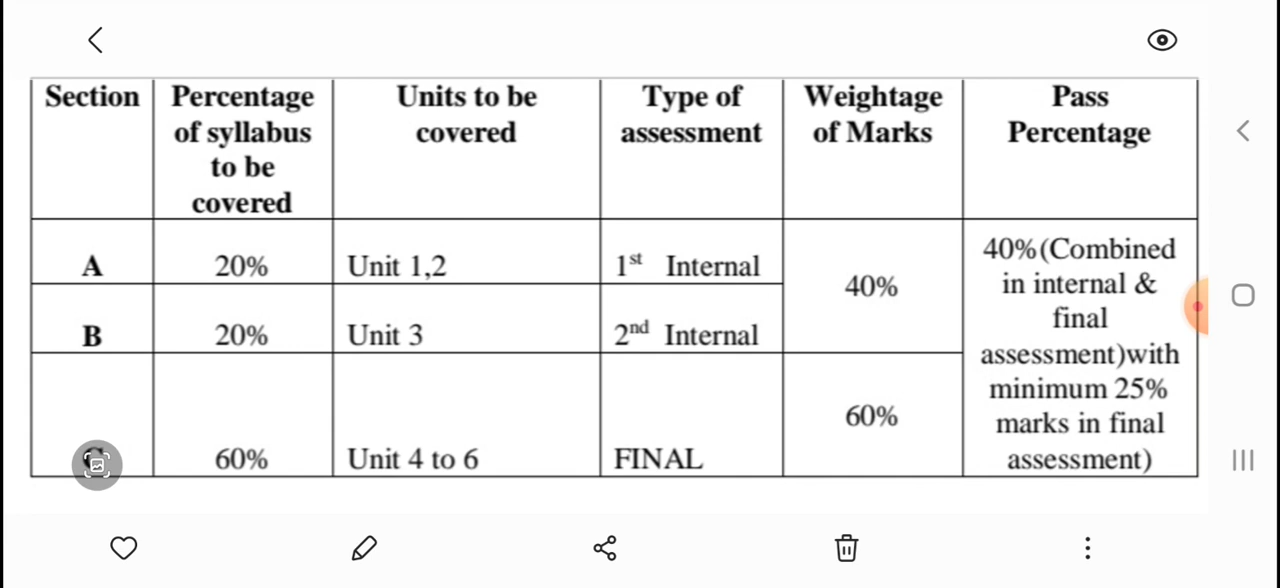 Section Percentage of syllabus to be covered Units to be covered Type of assessment Weightage of Marks Pass Percentage
A 20% Unit 1,2 1st Internal 40% 40%(Combined in internal & final assessment)with minimum 25% marks in final assessment)
B 20% Unit 3 2nd Internal
60% Unit 4 to 6 FINAL 60%